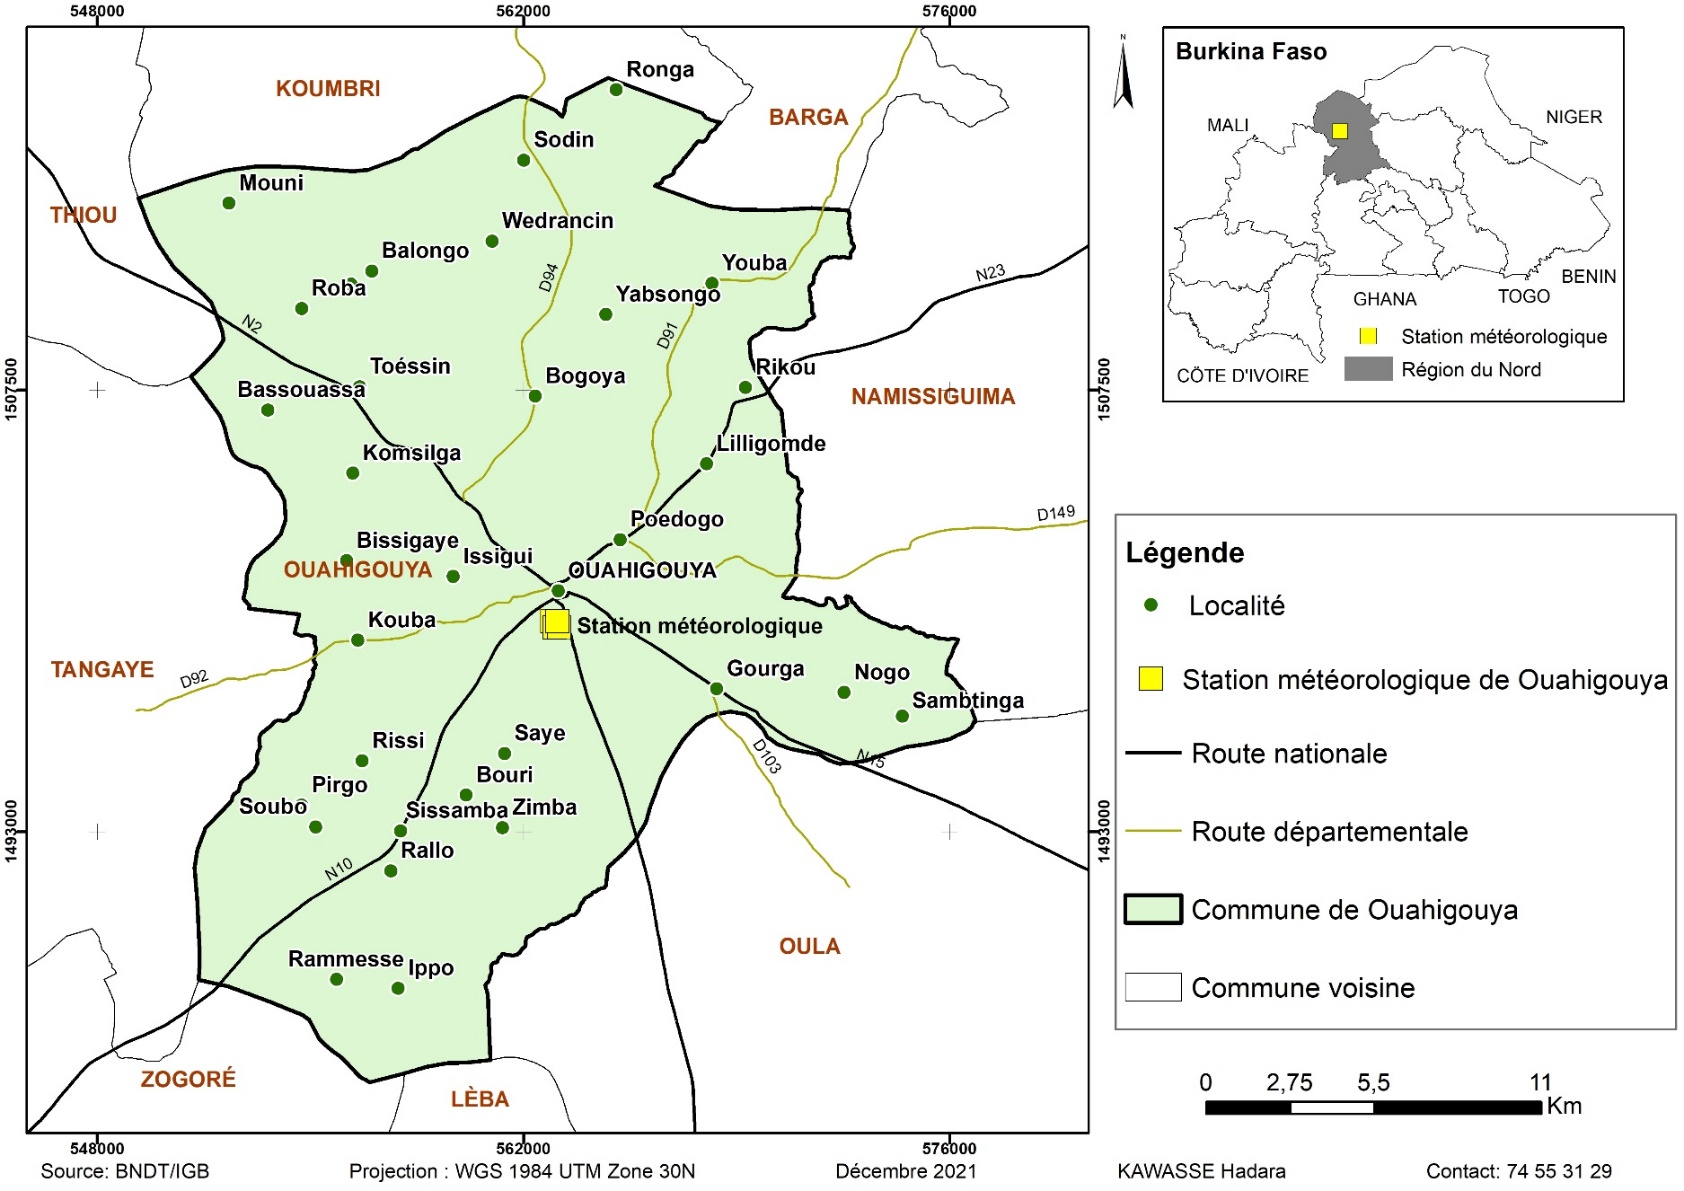 548000
562000
576000
KOUMBRI
Ronga
BARGA
Sodin
Mouni
THIOU
Wedrancin
Balongo
Youba
N23
D94
Roba
Yabsongo
N2
D91
Toéssin
Rikou
Bassouassa
Bogoya
NAMISSIGUIMA
1507500
1507500
Lilligomde
Komsilga
Poedogo
D149
Bissigaye
Issigui
OUAHIGOUYA
OUAHIGOUYA
Kouba
Station météorologique
TANGAYE
D92
Gourga
Nogo
Sambtinga
Rissi
Saye
D103
N15
Pirgo
Bouri
Soubo
Sissamba
Zimba
1493000
1493000
Rallo
N10
OULA
Rammesse
Ippo
ZOGORÉ
LÈBA
548000
562000
576000
N
Burkina Faso
MALI
NIGER
BENIN
GHANA
TOGO
CÖTE D'IVOIRE
Station météorologique
Région du Nord
Légende
Localité
Station météorologique de Ouahigouya
Route nationale
Route départementale
Commune de Ouahigouya
Commune voisine
0 2,75 5,5 11
Km
Source: BNDT/IGB Projection : WGS 1984 UTM Zone 30N Décembre 2021 KAWASSE Hadara Contact: 74 55 31 29